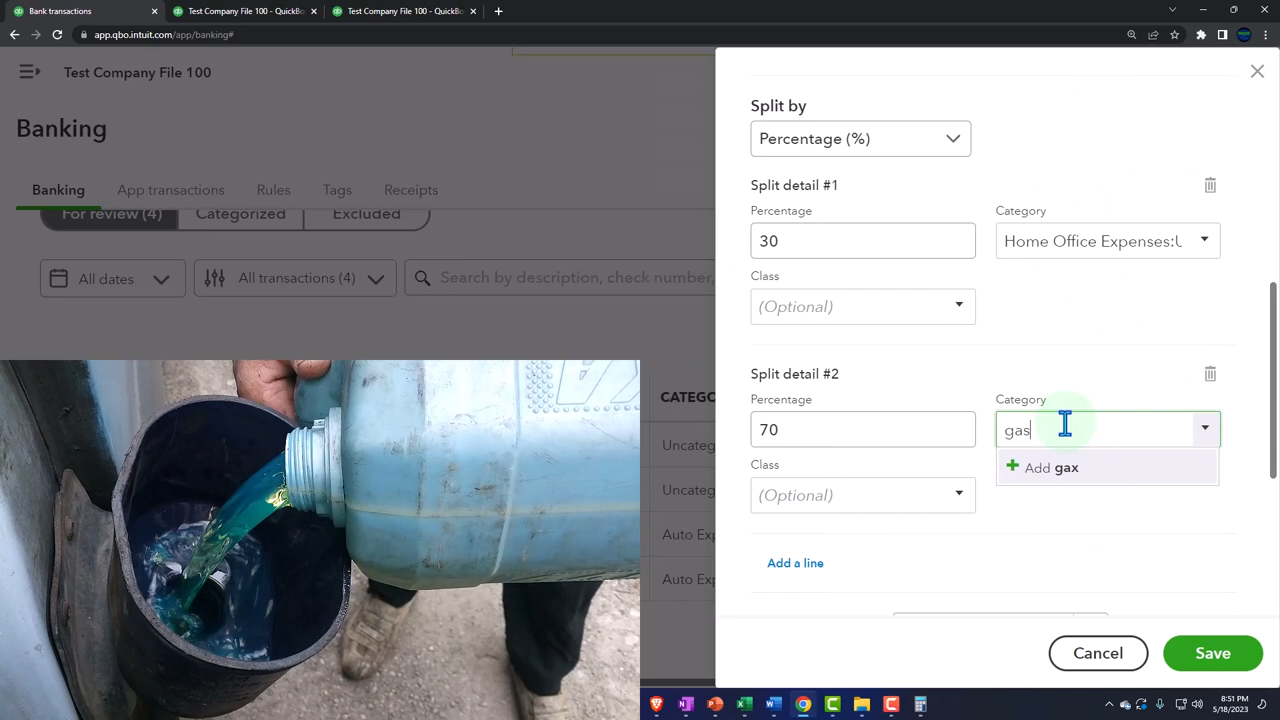 Bank transactions
Test Company File 100 - QuickBo
Test Company File 100 - QuickBo
app.qbo.intuit.com/app/banking#
Test Company File 100
Banking
Banking App transactions Rules Tags Receipts
For review (4) Categorized Excluded
All dates All transactions (4) Search by description, check number,
CATEGO
Uncateg
Uncateg
Auto Exp
Auto Exp
Split by
Percentage (%)
Split detail #1
Percentage Category
30 Home Office Expenses:U
Class
(Optional)
Split detail #2
Percentage Category
70 gas
+ Add gax
Class
(Optional)
Add a line
Cancel Save
8:51 PM
5/18/2023